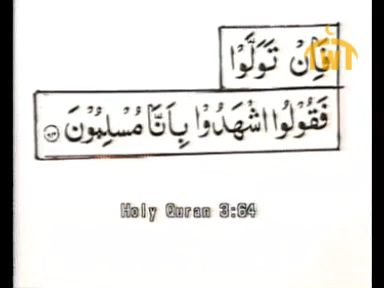 فَإِنْ تَوَلَّوْا
فَقُولُوا اشْهَدُوا بِأَنَّا مُسْلِمُونَ
Holy Quran 3:64